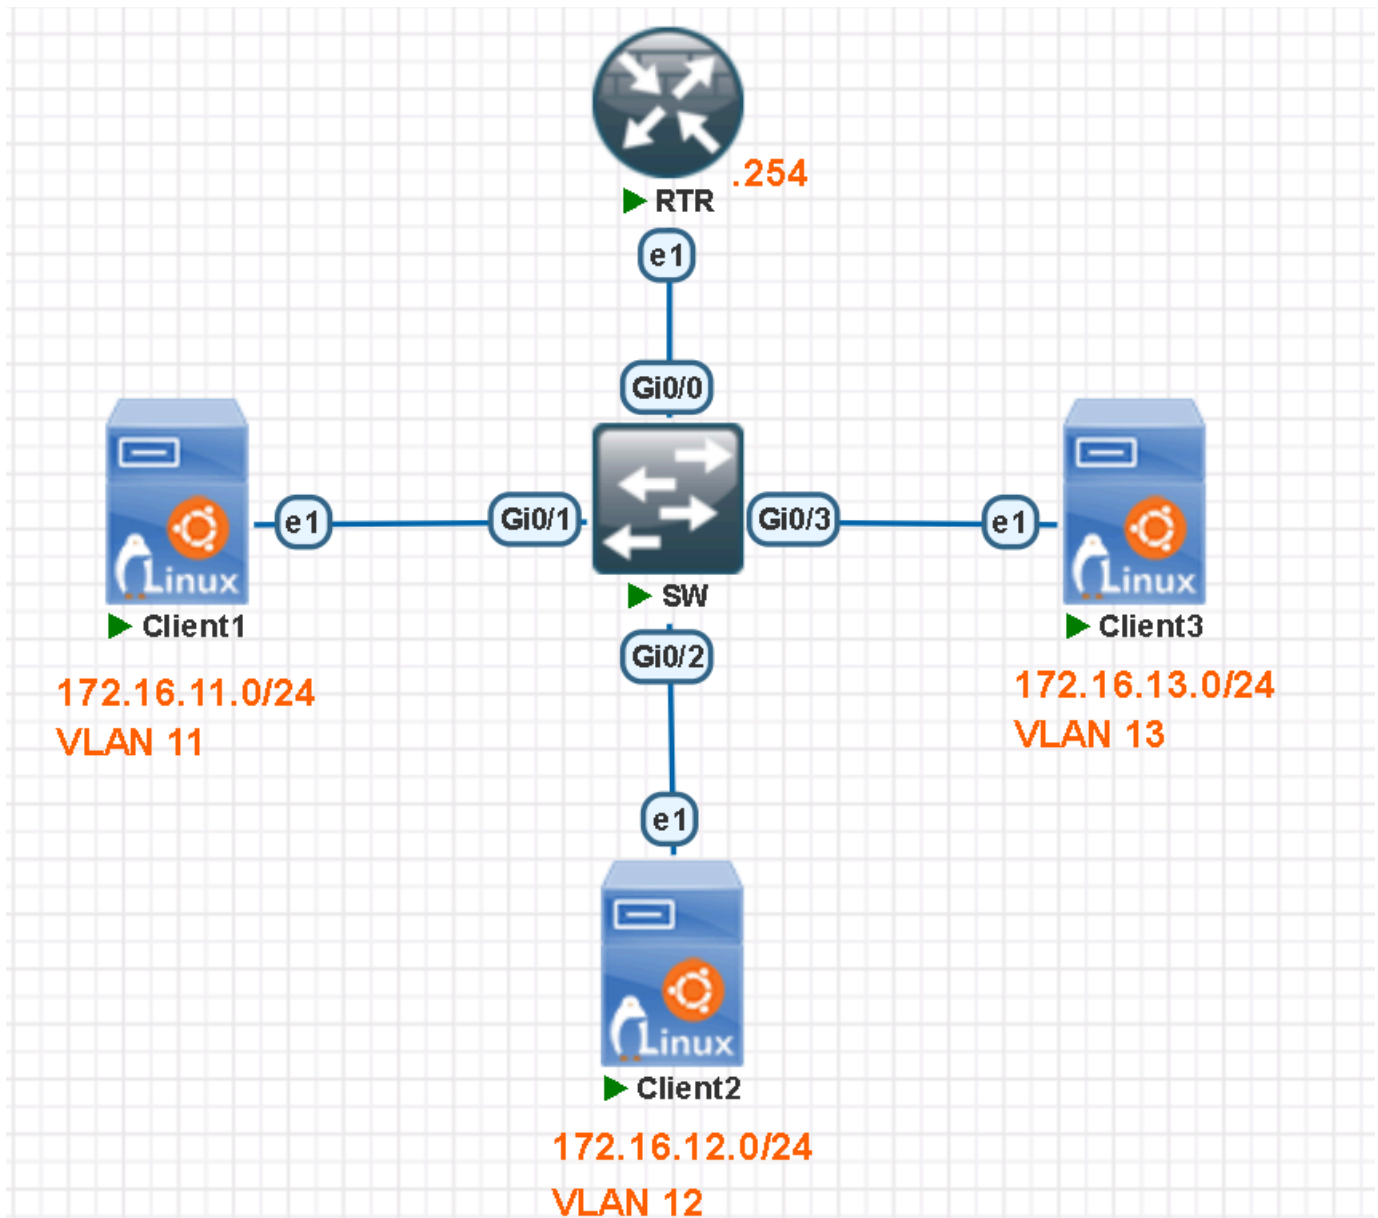 .254
RTR
e1
Gi0/0
e1
Gi0/1
Gi0/3
e1
Linux
Linux
SW
Client1
Client3
Gi0/2
172.16.11.0/24
VLAN 11
172.16.13.0/24
VLAN 13
e1
Linux
Client2
172.16.12.0/24
VLAN 12